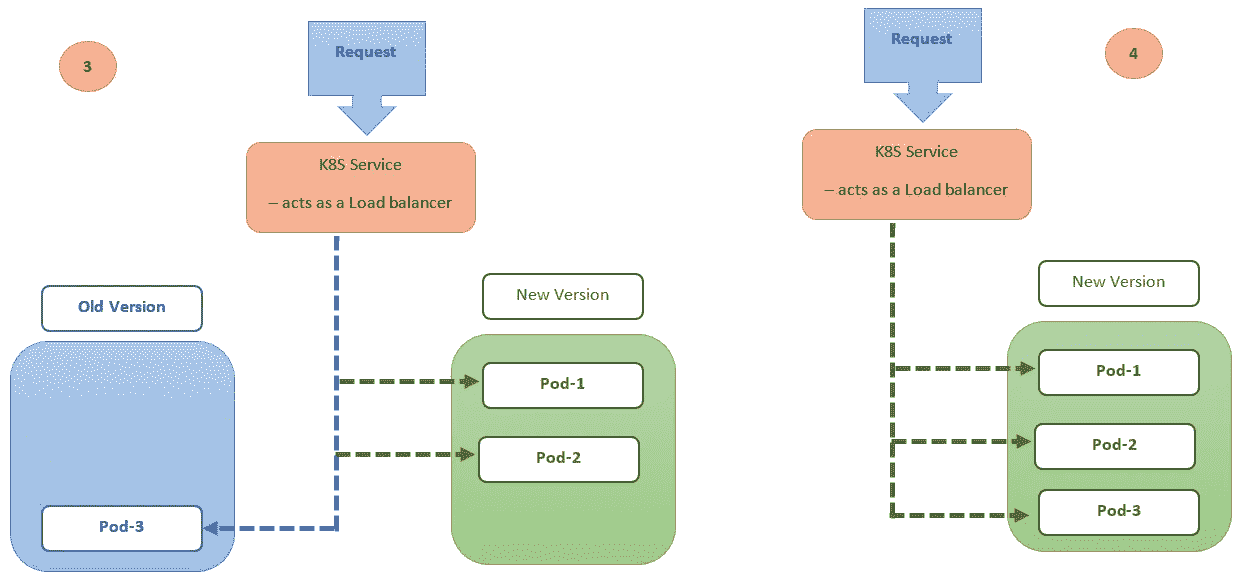 3
Request
K8S Service
– acts as a Load balancer
Old Version
New Version
Pod-1
Pod-2
Pod-3
4
Request
K8S Service
– acts as a Load balancer
New Version
Pod-1
Pod-2
Pod-3